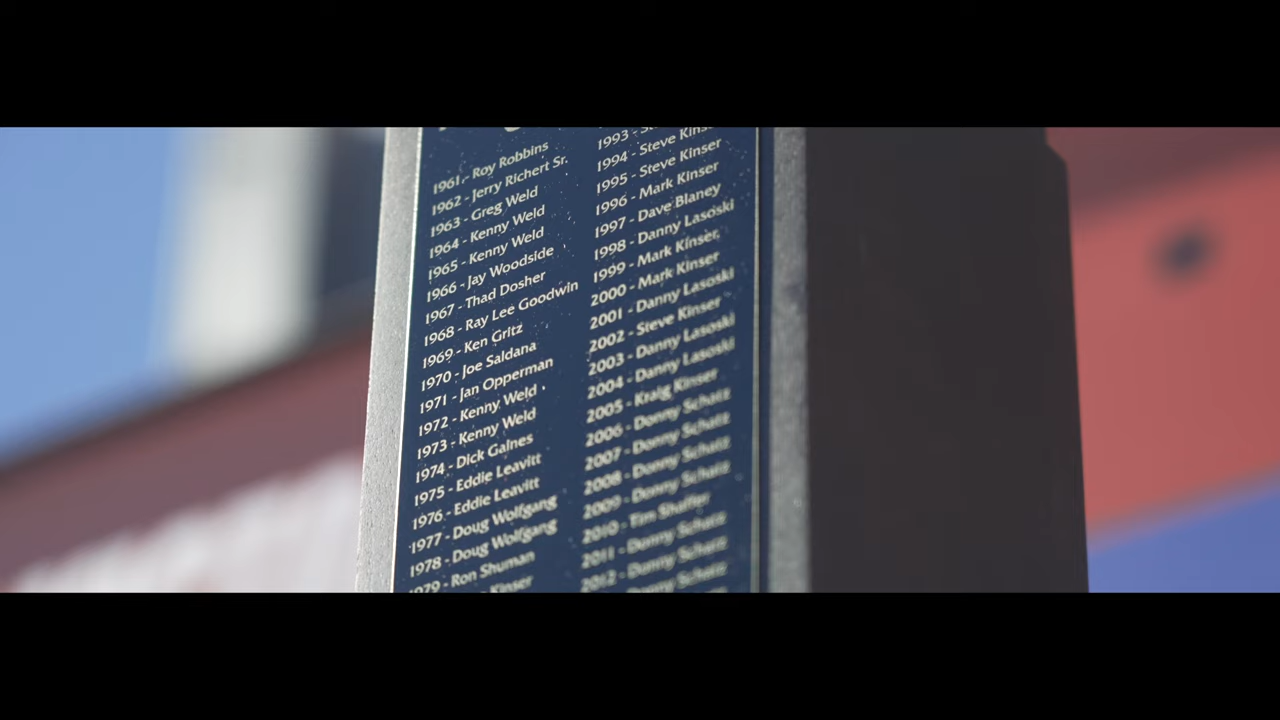 1961 - Roy Robbins
1962 - Jerry Richert Sr.
1963 - Greg Weld
1964 - Kenny Weld
1965 - Kenny Weld
1966 - Jay Woodside
1967 - Thad Dosher
1968 - Ray Lee Goodwin
1969 - Ken Gritz
1970 - Joe Saldana
1971 - Jan Opperman
1972 - Kenny Weld
1973 - Kenny Weld
1974 - Dick Gaines
1975 - Eddie Leavitt
1976 - Eddie Leavitt
1977 - Doug Wolfgang
1978 - Doug Wolfgang
1979 - Ron Shuman
Kinser
1993 -
1994 - Steve Kinser
1995 - Steve Kinser
1996 - Mark Kinser
1997 - Dave Blaney
1998 - Danny Lasoski
1999 - Mark Kinser
2000 - Mark Kinser
2001 - Danny Lasoski
2002 - Steve Kinser
2003 - Danny Lasoski
2004 - Danny Lasoski
2005 - Kraig Kinser
2006 - Donny Schatz
2007 - Donny Schatz
2008 - Donny Schatz
2009 - Donny Schatz
2010 - Tim Shaffer
2011 - Donny Schatz
2012 - Donny Schatz